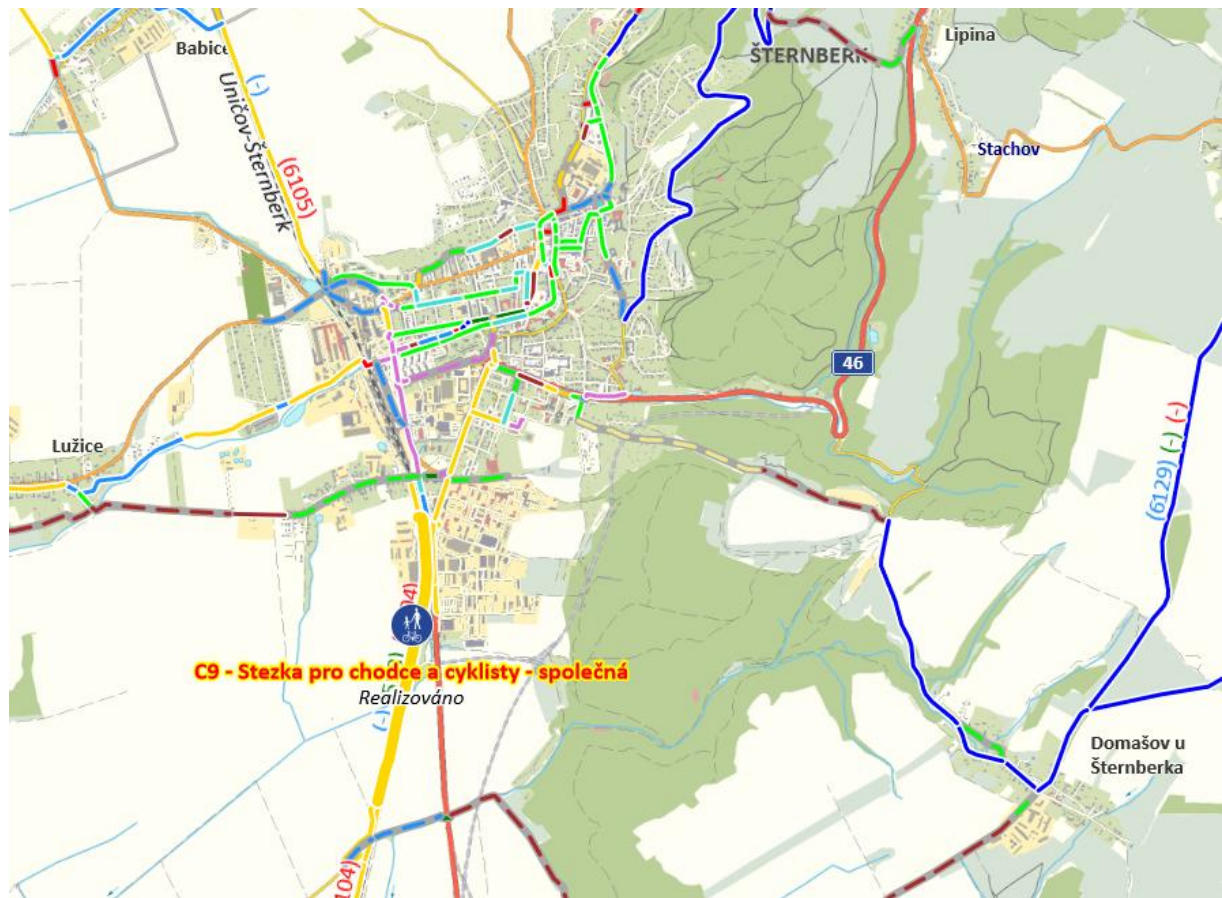 Babice
Lipina
ŠTERNBERK
(-)
Uničov-Šternberk
(6105)
Stachov
46
Lužice
(6129) (-) (-)
C9 - Stezka pro chodce a cyklisty - společná
Realizováno
(-)
Domašov u
Šternberka
104)